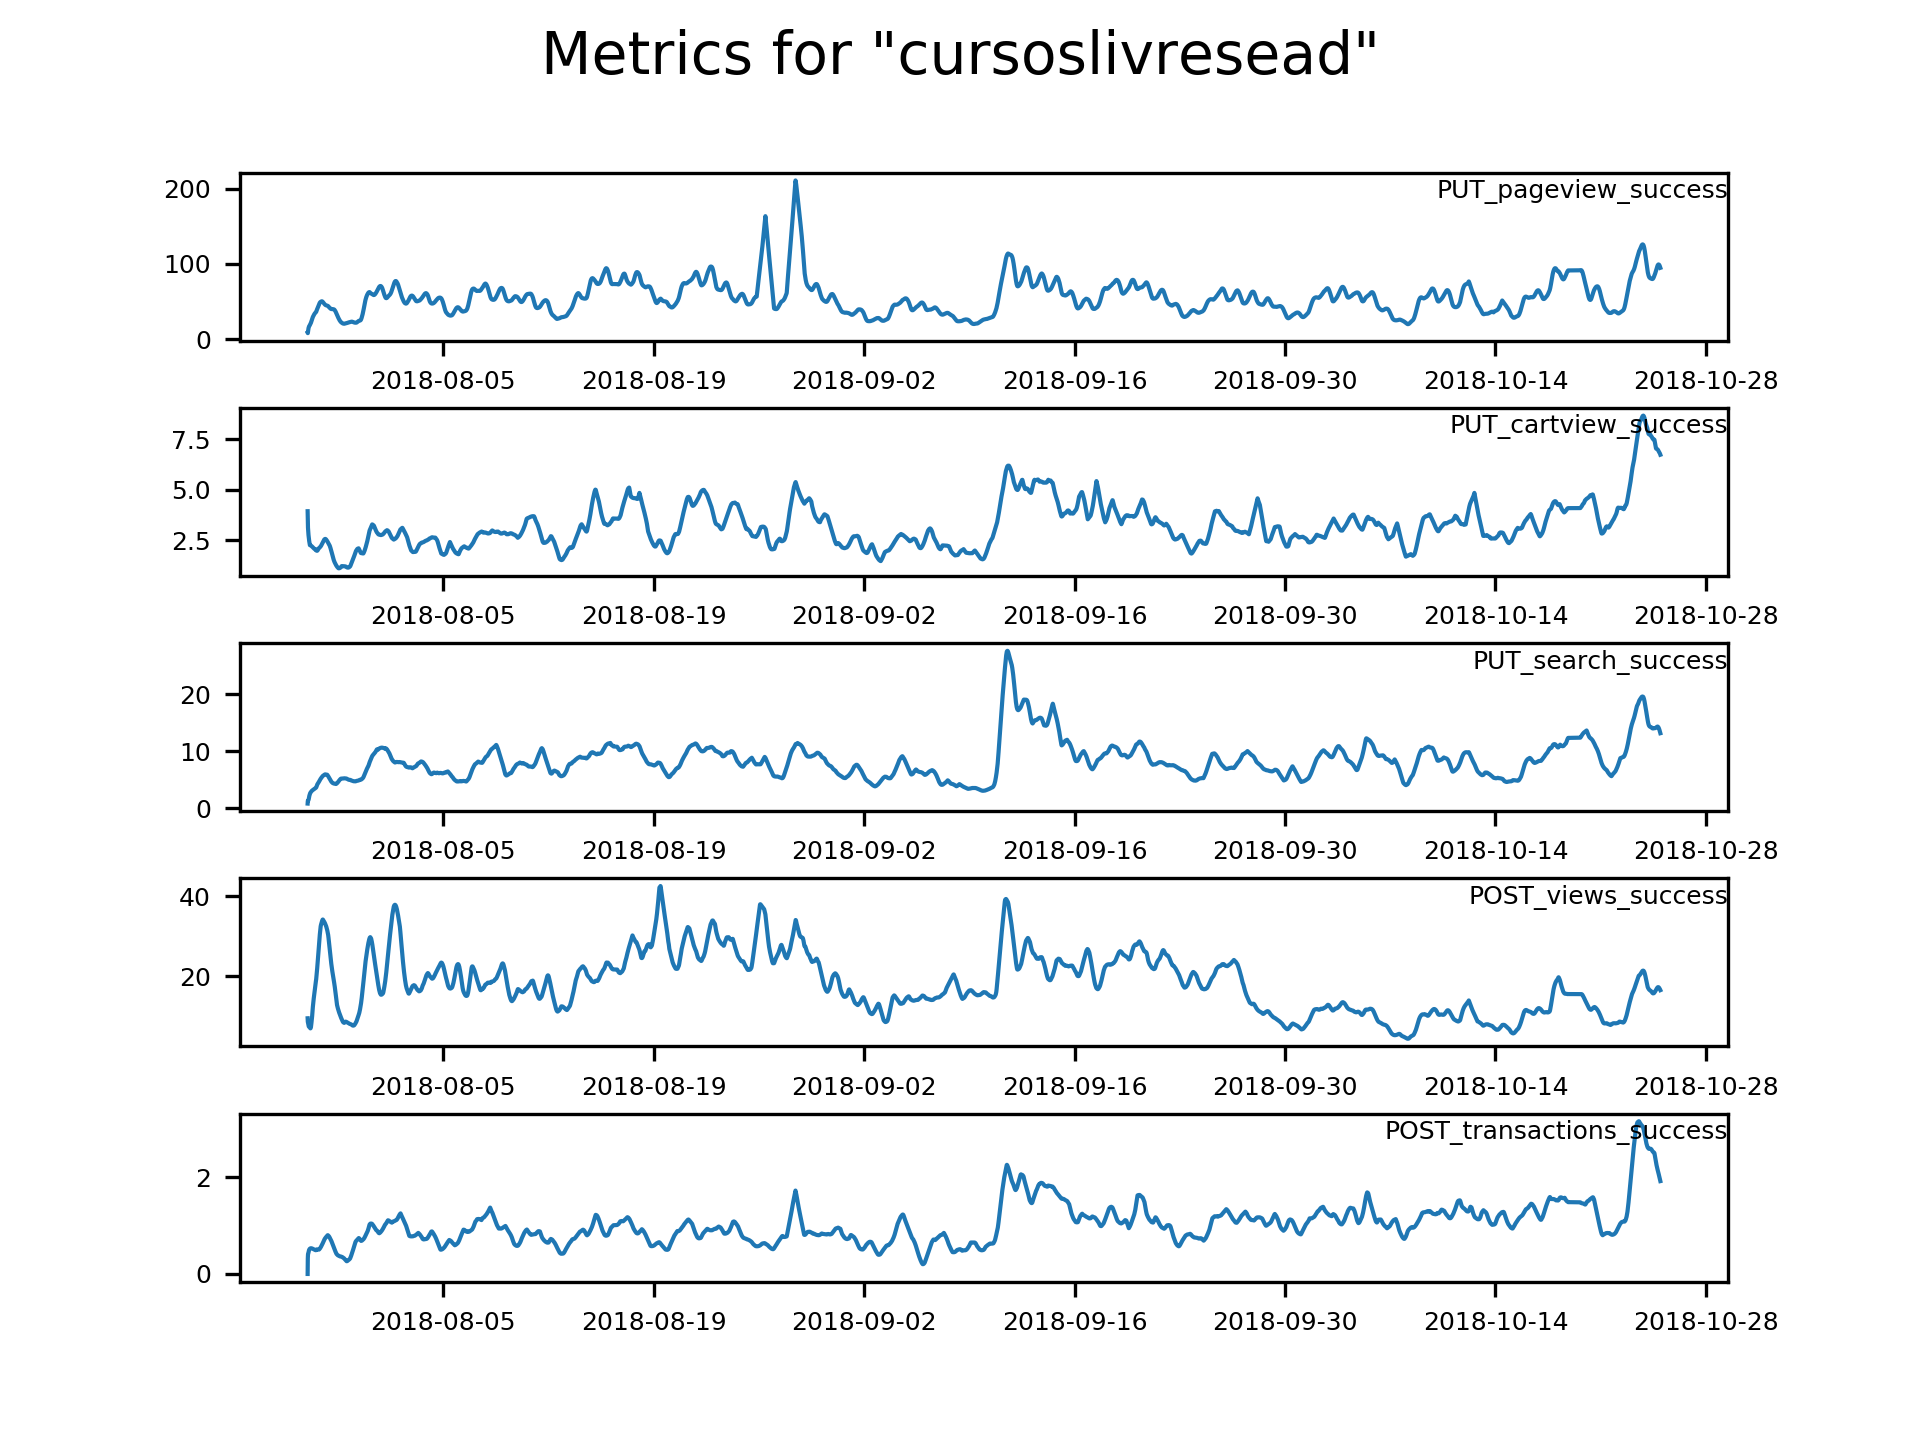 Metrics for "cursoslivresead"
PUT_pageview_success
200
100
0
2018-08-05 2018-08-19 2018-09-02 2018-09-16 2018-09-30 2018-10-14 2018-10-28
PUT_cartview_success
7.5
5.0
2.5
2018-08-05 2018-08-19 2018-09-02 2018-09-16 2018-09-30 2018-10-14 2018-10-28
PUT_search_success
20
10
0
2018-08-05 2018-08-19 2018-09-02 2018-09-16 2018-09-30 2018-10-14 2018-10-28
POST_views_success
40
20
2018-08-05 2018-08-19 2018-09-02 2018-09-16 2018-09-30 2018-10-14 2018-10-28
POST_transactions_success
2
0
2018-08-05 2018-08-19 2018-09-02 2018-09-16 2018-09-30 2018-10-14 2018-10-28